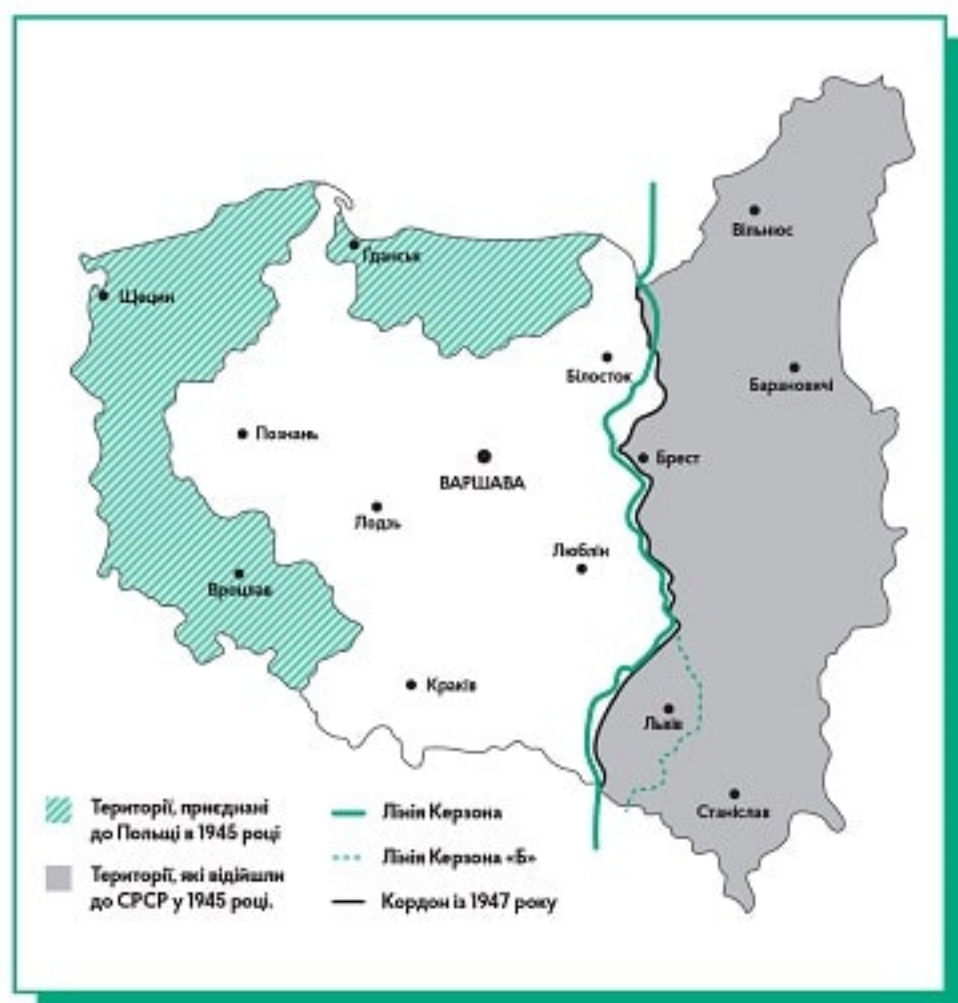 Вільнюс
Гданськ
Щецин
Білосток
Барановичі
Познань
ВАРШАВА
Брест
Лодзь
Люблін
Вроцлав
Краків
Львів
Станіслав
Території, приєднані
до Польщі в 1945 році
Території, які відійшли
до СРСР у 1945 році.
Лінія Керзона
Лінія Керзона «Б»
Кордон із 1947 року